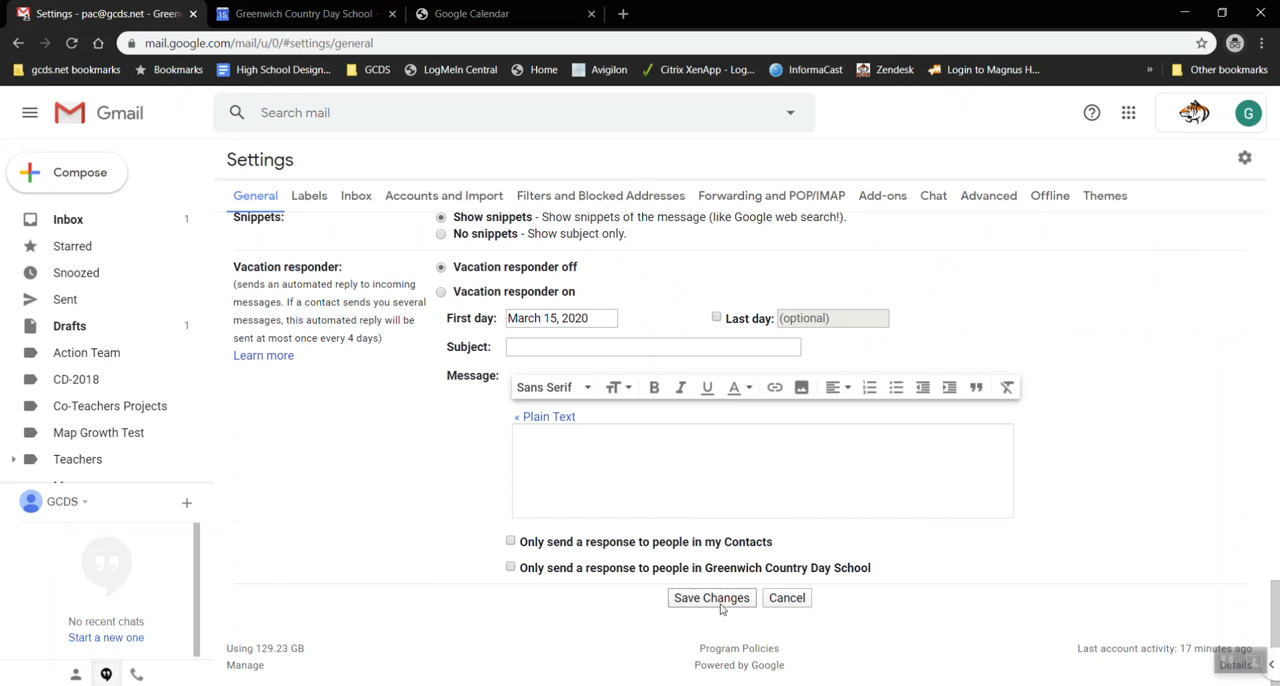 Settings - pac@gcds.net - Green
Greenwich Country Day School -
Google Calendar
mail.google.com/mail/u/0/#settings/general
gcds.net bookmarks
Bookmarks
High School Design...
GCDS
LogMeIn Central
Home
Avigilon
Citrix XenApp - Log...
InformaCast
Zendesk
Login to Magnus H...
»
Other bookmarks
Gmail
Search mail
G
Compose
Settings
General
Labels
Inbox
Accounts and Import
Filters and Blocked Addresses
Forwarding and POP/IMAP
Add-ons
Chat
Advanced
Offline
Themes
Inbox 1
Starred
Snoozed
Sent
Drafts 1
Action Team
CD-2018
Co-Teachers Projects
Map Growth Test
Teachers
GCDS
No recent chats
Start a new one
Snippets:
Show snippets - Show snippets of the message (like Google web search!).
No snippets - Show subject only.
Vacation responder:
(sends an automated reply to incoming
messages. If a contact sends you several
messages, this automated reply will be
sent at most once every 4 days)
Learn more
Vacation responder off
Vacation responder on
First day: March 15, 2020
Last day: (optional)
Subject:
Message:
Sans Serif
« Plain Text
Only send a response to people in my Contacts
Only send a response to people in Greenwich Country Day School
Save Changes
Cancel
Using 129.23 GB
Manage
Program Policies
Powered by Google
Last account activity: 17 minutes ago
Details